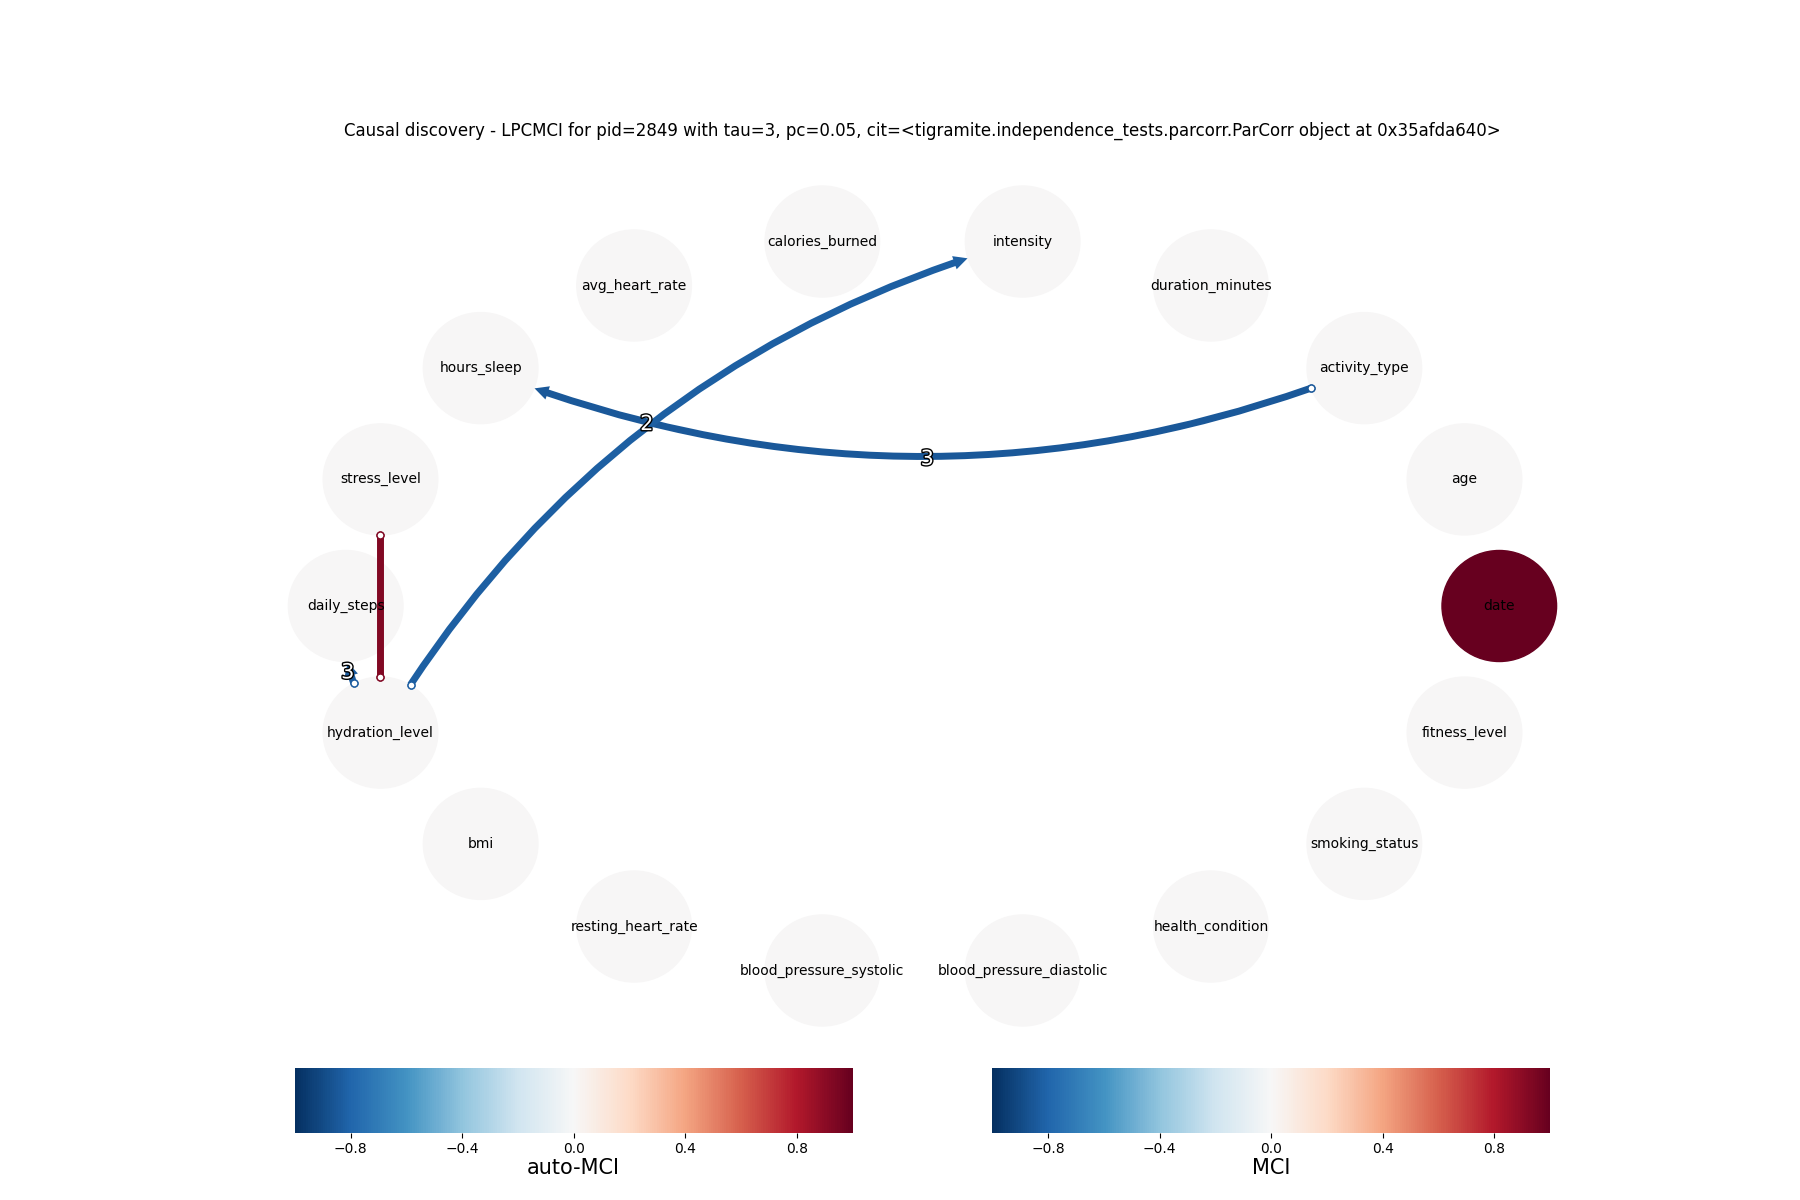 Causal discovery - LPCMCI for pid=2849 with tau=3, pc=0.05, cit=<tigramite.independence_tests.parcorr.ParCorr object at 0x35afda640>
calories_burned
intensity
avg_heart_rate
duration_minutes
hours_sleep
activity_type
2
3
stress_level
age
daily_steps
date
3
hydration_level
fitness_level
bmi
smoking_status
resting_heart_rate
health_condition
blood_pressure_systolic
blood_pressure_diastolic
−0.8 −0.4 0.0 0.4 0.8
auto-MCI
−0.8 −0.4 0.0 0.4 0.8
MCI